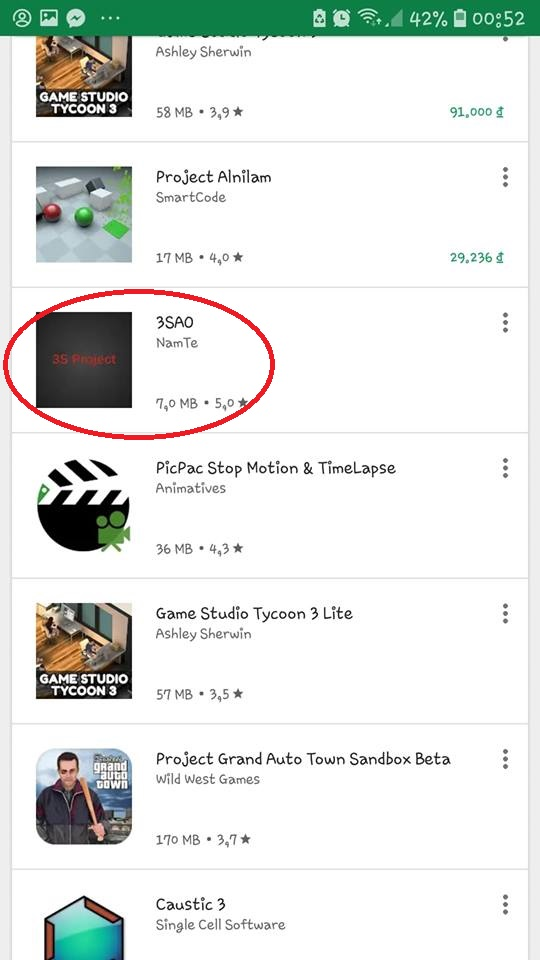 42% 00:52
Game Studio Tycoon 3
Ashley Sherwin
GAME STUDIO
TYCOON 3
58 MB • 3,9 ★
91,000 ₫
Project Alnilam
SmartCode
17 MB • 4,0 ★
29,236 ₫
3SAO
NamTe
3S Project
7,0 MB • 5,0 ★
PicPac Stop Motion & TimeLapse
Animatives
36 MB • 4,3 ★
Game Studio Tycoon 3 Lite
Ashley Sherwin
GAME STUDIO
TYCOON 3
57 MB • 3,5 ★
Project Grand Auto Town Sandbox Beta
Wild West Games
grand
auto
town
170 MB • 3,7 ★
Caustic 3
Single Cell Software